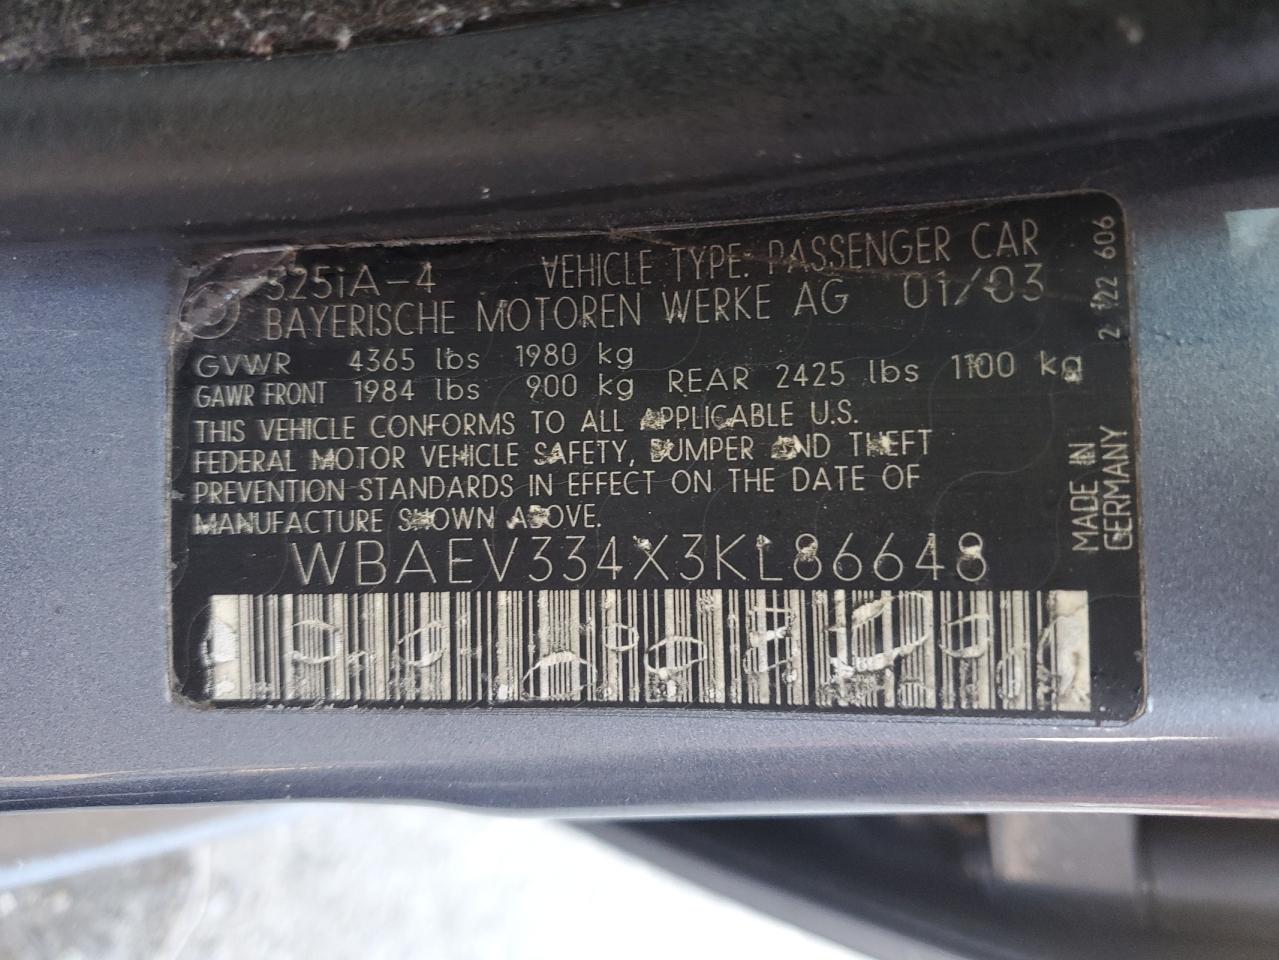 325iA-4 VEHICLE TYPE: PASSENGER CAR
BAYERISCHE MOTOREN WERKE AG 01/03
GVWR 4365 lbs 1980 kg
GAWR FRONT 1984 lbs 900 kg REAR 2425 lbs 1100 kg
THIS VEHICLE CONFORMS TO ALL APPLICABLE U.S.
FEDERAL MOTOR VEHICLE SAFETY, BUMPER AND THEFT
PREVENTION STANDARDS IN EFFECT ON THE DATE OF
MANUFACTURE SHOWN ABOVE.
WBAEV334X3KL86648
MADE IN
GERMANY
606